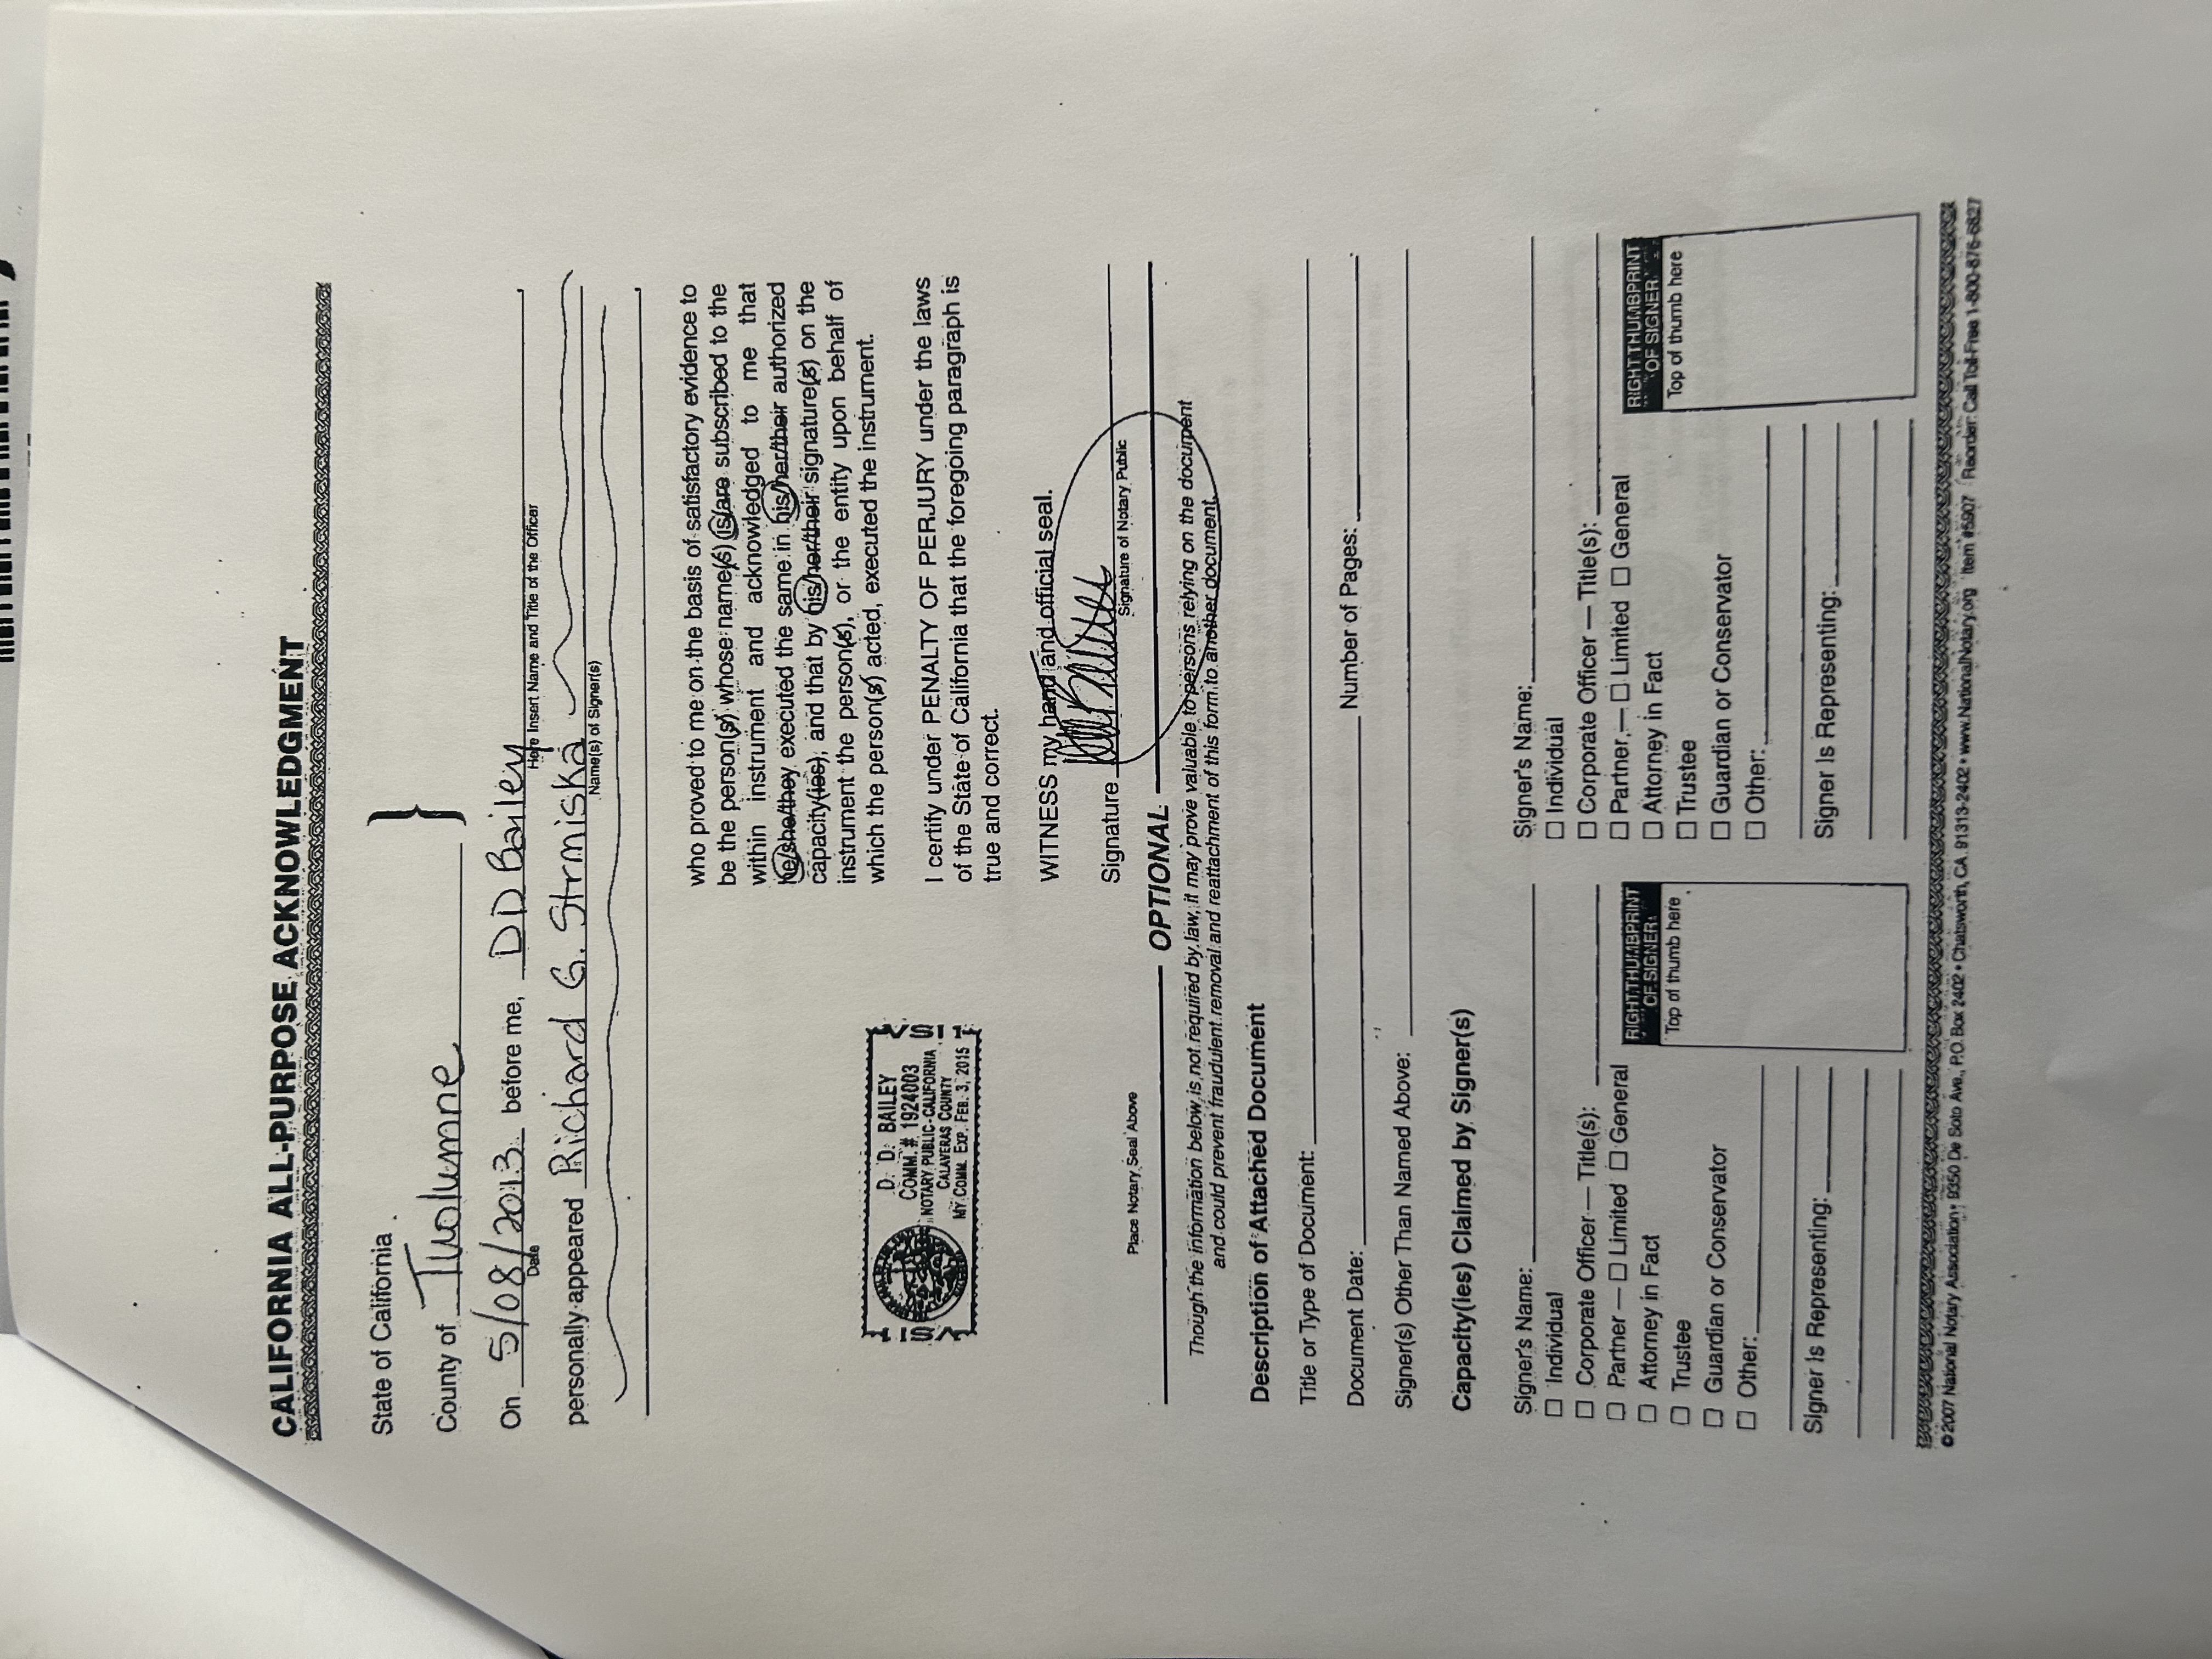 CALIFORNIA ALL-PURPOSE ACKNOWLEDGMENT
State of California
County of Tuolumne
On 5/08/2013 before me, DD Bailey
Date
Here Insert Name and Title of the Officer
personally appeared Richard G. Strmiska
Name(s) of Signer(s)
who proved to me on the basis of satisfactory evidence to
be the person(s) whose name(s) is/are subscribed to the
within instrument and acknowledged to me that
he/she/they executed the same in his/her/their authorized
capacity(ies), and that by his/her/their signature(s) on the
instrument the person(s), or the entity upon behalf of
which the person(s) acted, executed the instrument.
D. D. BAILEY
COMM. # 1924003
NOTARY PUBLIC-CALIFORNIA
CALAVERAS COUNTY
MY COMM. EXP. FEB. 3, 2015
I certify under PENALTY OF PERJURY under the laws
of the State of California that the foregoing paragraph is
true and correct.
WITNESS my hand and official seal.
Signature
Signature of Notary Public
Place Notary Seal Above
OPTIONAL
Though the information below is not required by law, it may prove valuable to persons relying on the document
and could prevent fraudulent removal and reattachment of this form to another document.
Description of Attached Document
Title or Type of Document:
Document Date: Number of Pages:
Signer(s) Other Than Named Above:
Capacity(ies) Claimed by Signer(s)
Signer's Name:
Individual
Corporate Officer — Title(s):
Partner — Limited General
Attorney in Fact
Trustee
Guardian or Conservator
Other:
Signer Is Representing:
RIGHT THUMBPRINT
OF SIGNER
Top of thumb here
Signer's Name:
Individual
Corporate Officer — Title(s):
Partner — Limited General
Attorney in Fact
Trustee
Guardian or Conservator
Other:
Signer Is Representing:
RIGHT THUMBPRINT
OF SIGNER
Top of thumb here
© 2007 National Notary Association • 9350 De Soto Ave., P.O. Box 2402 • Chatsworth, CA 91313-2402 • www.NationalNotary.org Item #5907 Reorder: Call Toll-Free 1-800-876-6827